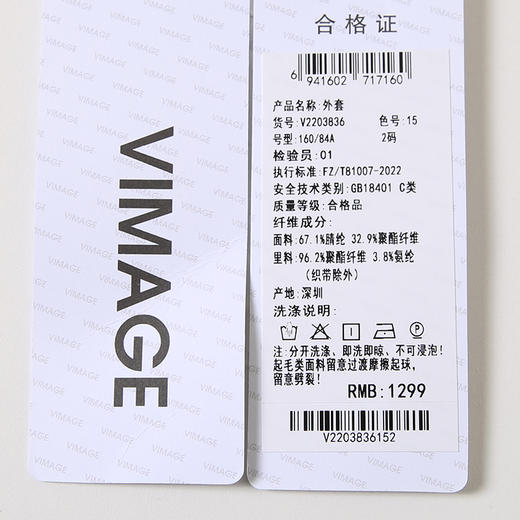 VIMAGE
合格证
6 941602 717160
产品名称:外套
货号:V2203836 色号:15
号型:160/84A 2码
检验员:01
执行标准:FZ/T81007-2022
安全技术类别:GB18401 C类
质量等级:合格品
纤维成分:
面料:67.1%腈纶 32.9%聚酯纤维
里料:96.2%聚酯纤维 3.8%氨纶
(织带除外)
产地:深圳
洗涤说明:
注:分开洗涤、即洗即晾、不可浸泡!
起毛类面料留意过渡摩擦起球,
留意劈裂!
RMB:1299
V2203836152